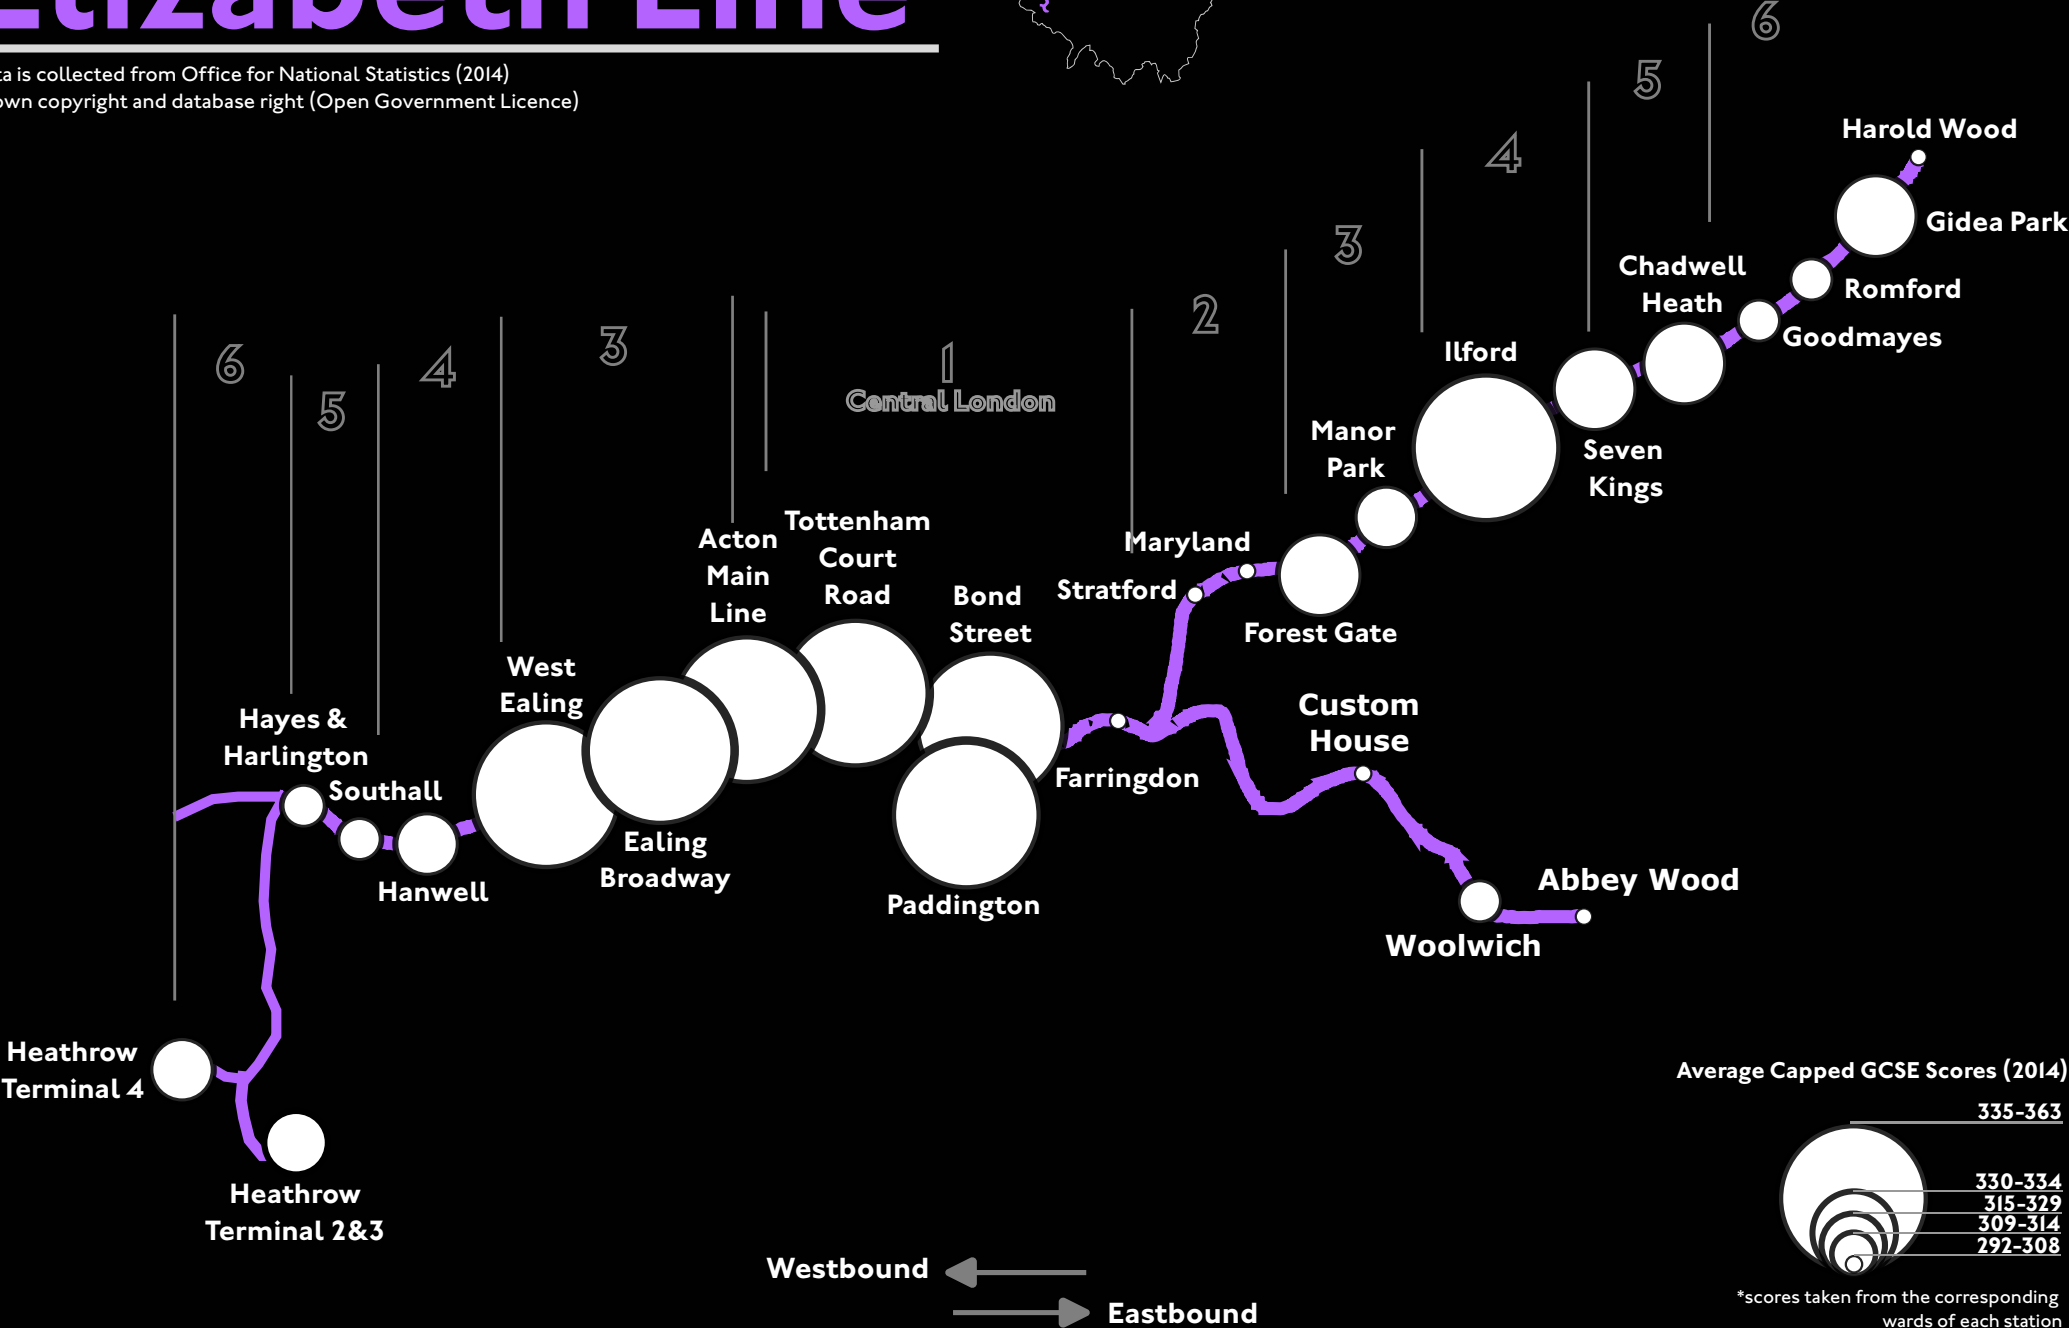 Elizabeth Line
ta is collected from Office for National Statistics (2014)
own copyright and database right (Open Government Licence)
6
5
4
3
1
Central London
2
3
4
5
6
Harold Wood
Gidea Park
Romford
Goodmayes
Chadwell
Heath
Seven
Kings
Ilford
Manor
Park
Forest Gate
Maryland
Stratford
Custom
House
Abbey Wood
Woolwich
Farringdon
Bond
Street
Tottenham
Court
Road
Paddington
Acton
Main
Line
Ealing
Broadway
West
Ealing
Hanwell
Southall
Hayes &
Harlington
Heathrow
Terminal 4
Heathrow
Terminal 2&3
Westbound
Eastbound
Average Capped GCSE Scores (2014)
335-363
330-334
315-329
309-314
292-308
*scores taken from the corresponding
wards of each station